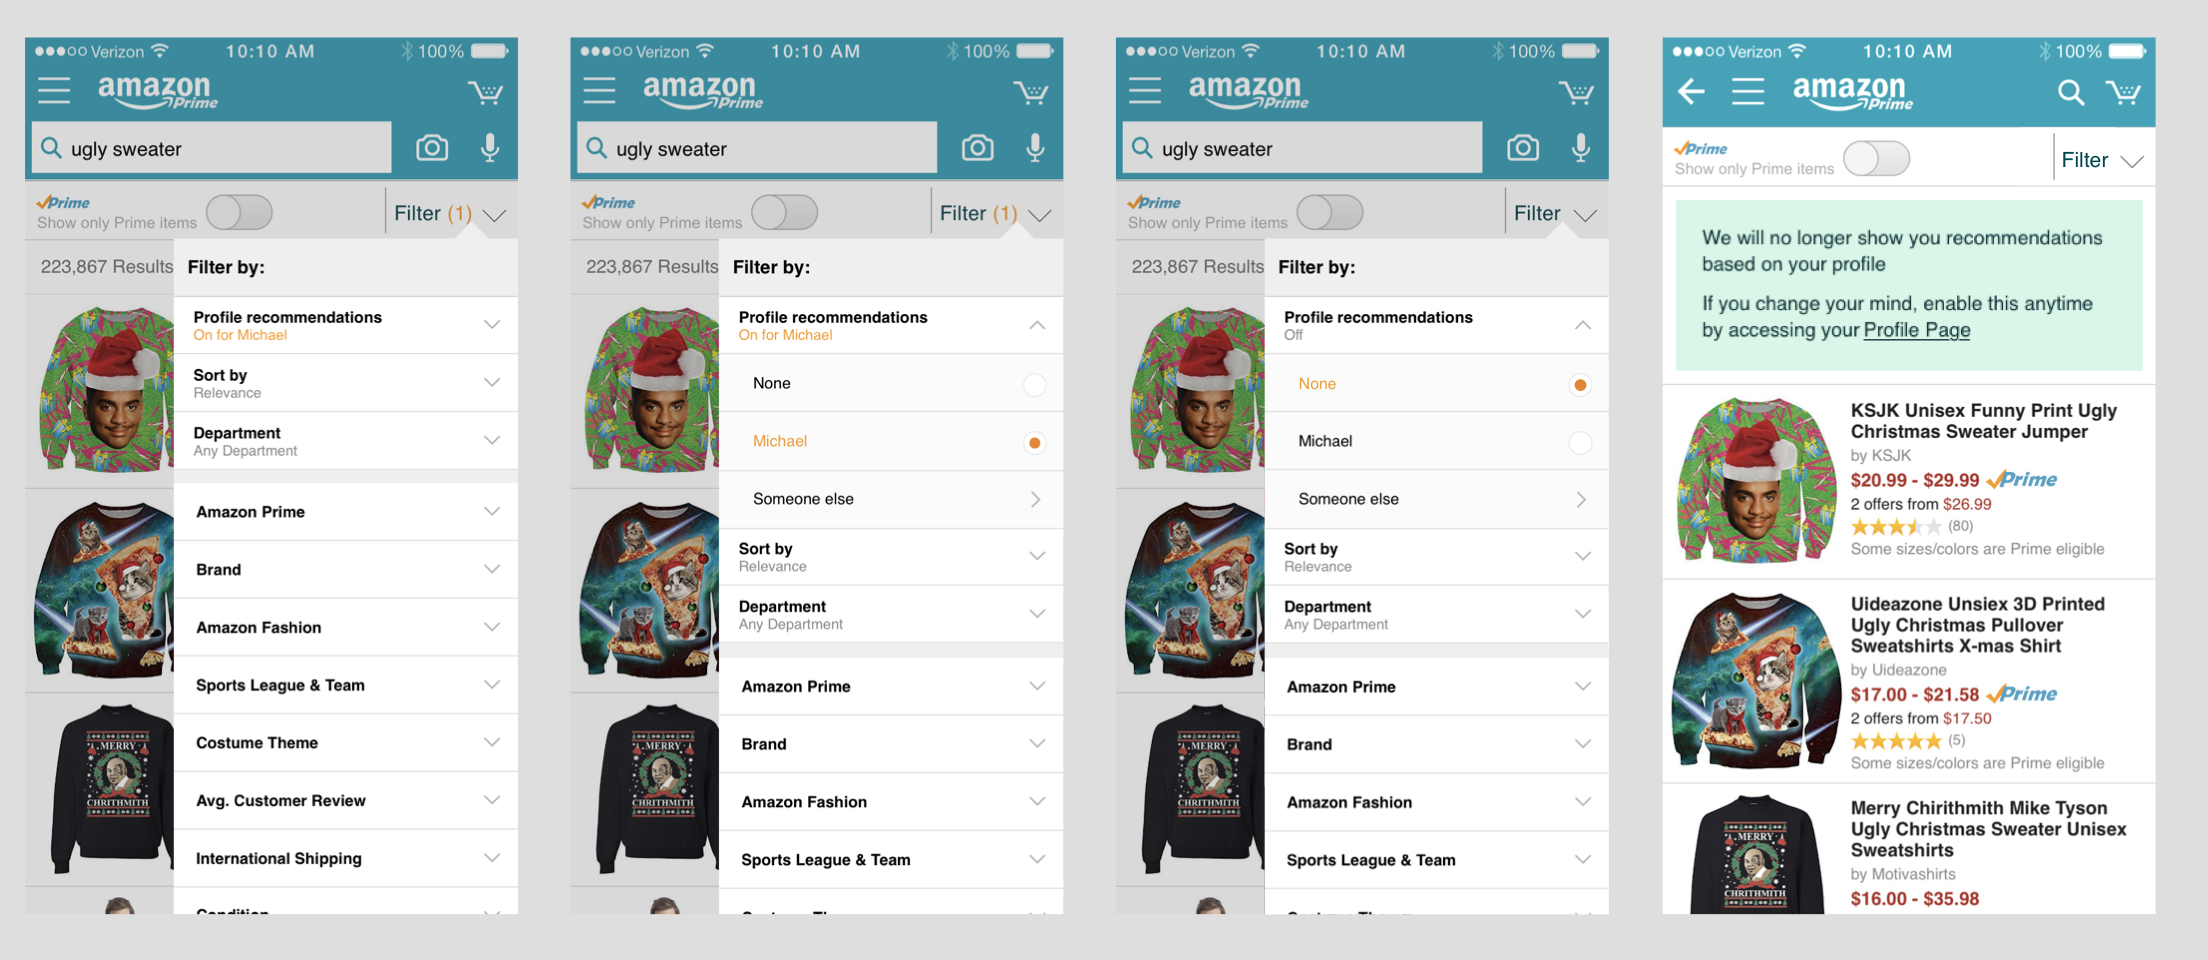 Verizon 10:10 AM 100%
amazon
Prime
ugly sweater
Prime
Show only Prime items
Filter (1)
223,867 Results
Filter by:
Profile recommendations
On for Michael
Sort by
Relevance
Department
Any Department
Amazon Prime
Brand
Amazon Fashion
Sports League & Team
Costume Theme
Avg. Customer Review
International Shipping
Condition
MERRY
CHRITHMITH
Verizon 10:10 AM 100%
amazon
Prime
ugly sweater
Prime
Show only Prime items
Filter (1)
223,867 Results
Filter by:
Profile recommendations
On for Michael
None
Michael
Someone else
Sort by
Relevance
Department
Any Department
Amazon Prime
Brand
Amazon Fashion
Sports League & Team
MERRY
CHRITHMITH
Verizon 10:10 AM 100%
amazon
Prime
ugly sweater
Prime
Show only Prime items
Filter
223,867 Results
Filter by:
Profile recommendations
Off
None
Michael
Someone else
Sort by
Relevance
Department
Any Department
Amazon Prime
Brand
Amazon Fashion
Sports League & Team
MERRY
CHRITHMITH
Verizon 10:10 AM 100%
amazon
Prime
Prime
Show only Prime items
Filter
We will no longer show you recommendations
based on your profile
If you change your mind, enable this anytime
by accessing your Profile Page
KSJK Unisex Funny Print Ugly
Christmas Sweater Jumper
by KSJK
$20.99 - $29.99 Prime
2 offers from $26.99
(80)
Some sizes/colors are Prime eligible
Uideazone Unsiex 3D Printed
Ugly Christmas Pullover
Sweatshirts X-mas Shirt
by Uideazone
$17.00 - $21.58 Prime
2 offers from $17.50
(5)
Some sizes/colors are Prime eligible
Merry Chirithmith Mike Tyson
Ugly Christmas Sweater Unisex
Sweatshirts
by Motivashirts
$16.00 - $35.98
MERRY
CHRITHMITH